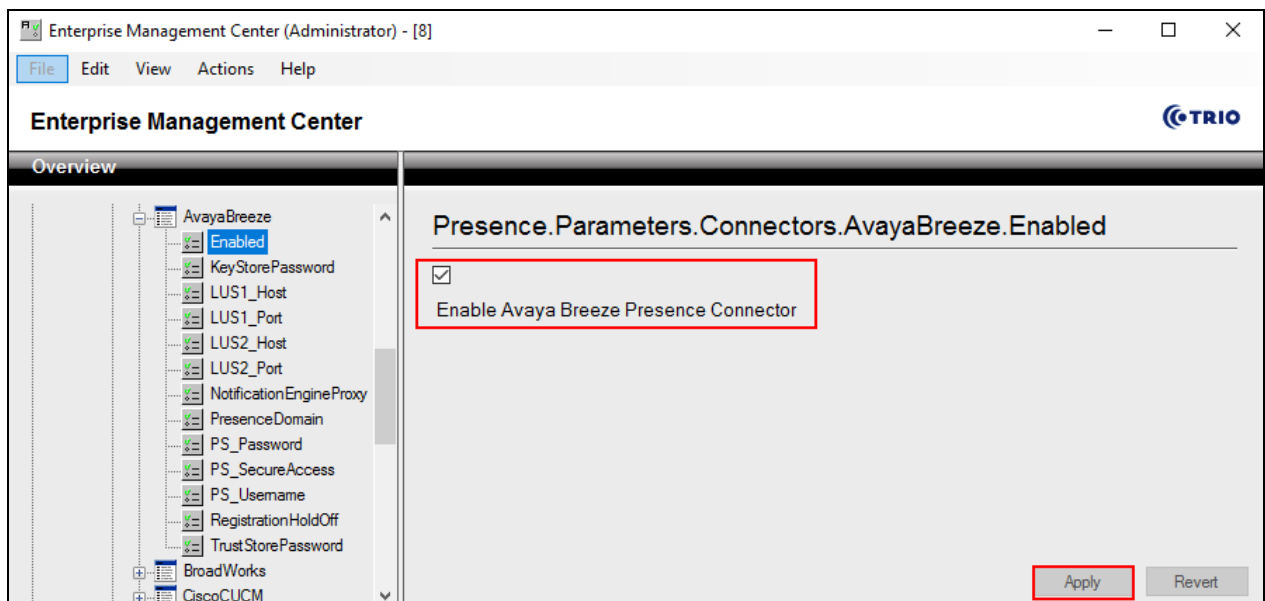 Enterprise Management Center (Administrator) - [8]
File Edit View Actions Help
Enterprise Management Center
TRIO
Overview
AvayaBreeze
Enabled
KeyStorePassword
LUS1_Host
LUS1_Port
LUS2_Host
LUS2_Port
NotificationEngineProxy
PresenceDomain
PS_Password
PS_SecureAccess
PS_Username
RegistrationHoldOff
TrustStorePassword
BroadWorks
CiscoCUCM
Presence.Parameters.Connectors.AvayaBreeze.Enabled
Enable Avaya Breeze Presence Connector
Apply Revert